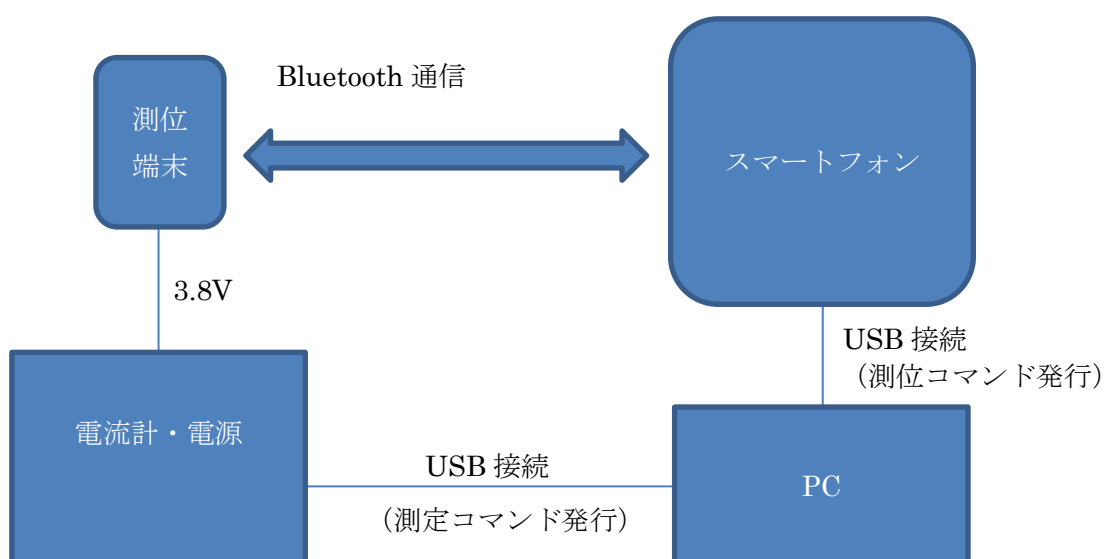 Bluetooth 通信
測位
端末
スマートフォン
3.8V
USB 接続
（測位コマンド発行）
電流計・電源
USB 接続
（測定コマンド発行）
PC